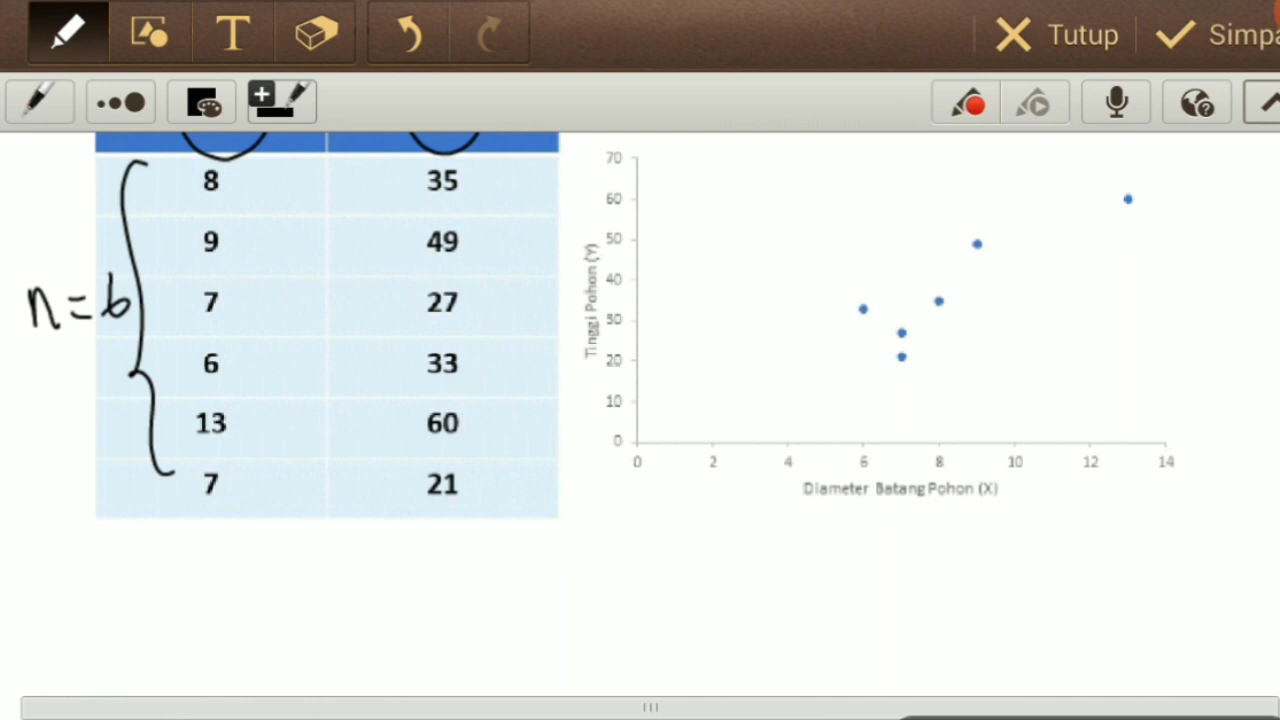 T
Tutup
Simpa
8 35
9 49
7 27
6 33
13 60
7 21
n=6
70
60
50
40
30
20
10
0
Tinggi Pohon (Y)
0 2 4 6 8 10 12 14
Diameter Batang Pohon (X)